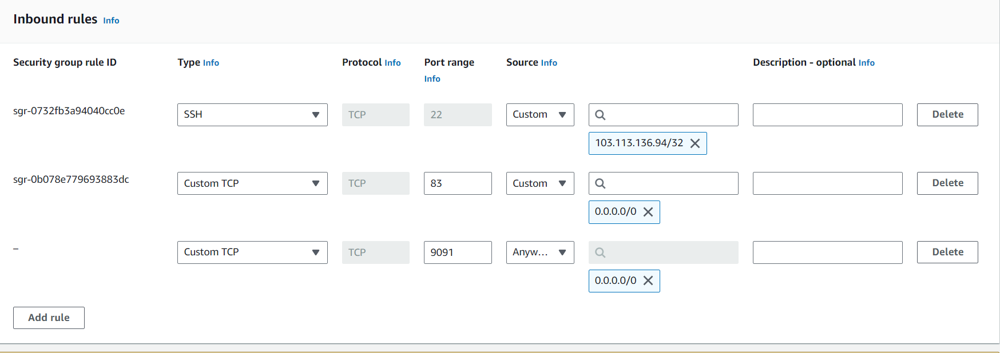 Inbound rules Info
Security group rule ID Type Info Protocol Info Port range Info Source Info Description - optional Info
sgr-0732fb3a94040cc0e SSH TCP 22 Custom Delete
103.113.136.94/32
sgr-0b078e779693883dc Custom TCP TCP 83 Custom Delete
0.0.0.0/0
– Custom TCP TCP 9091 Anyw... Delete
0.0.0.0/0
Add rule